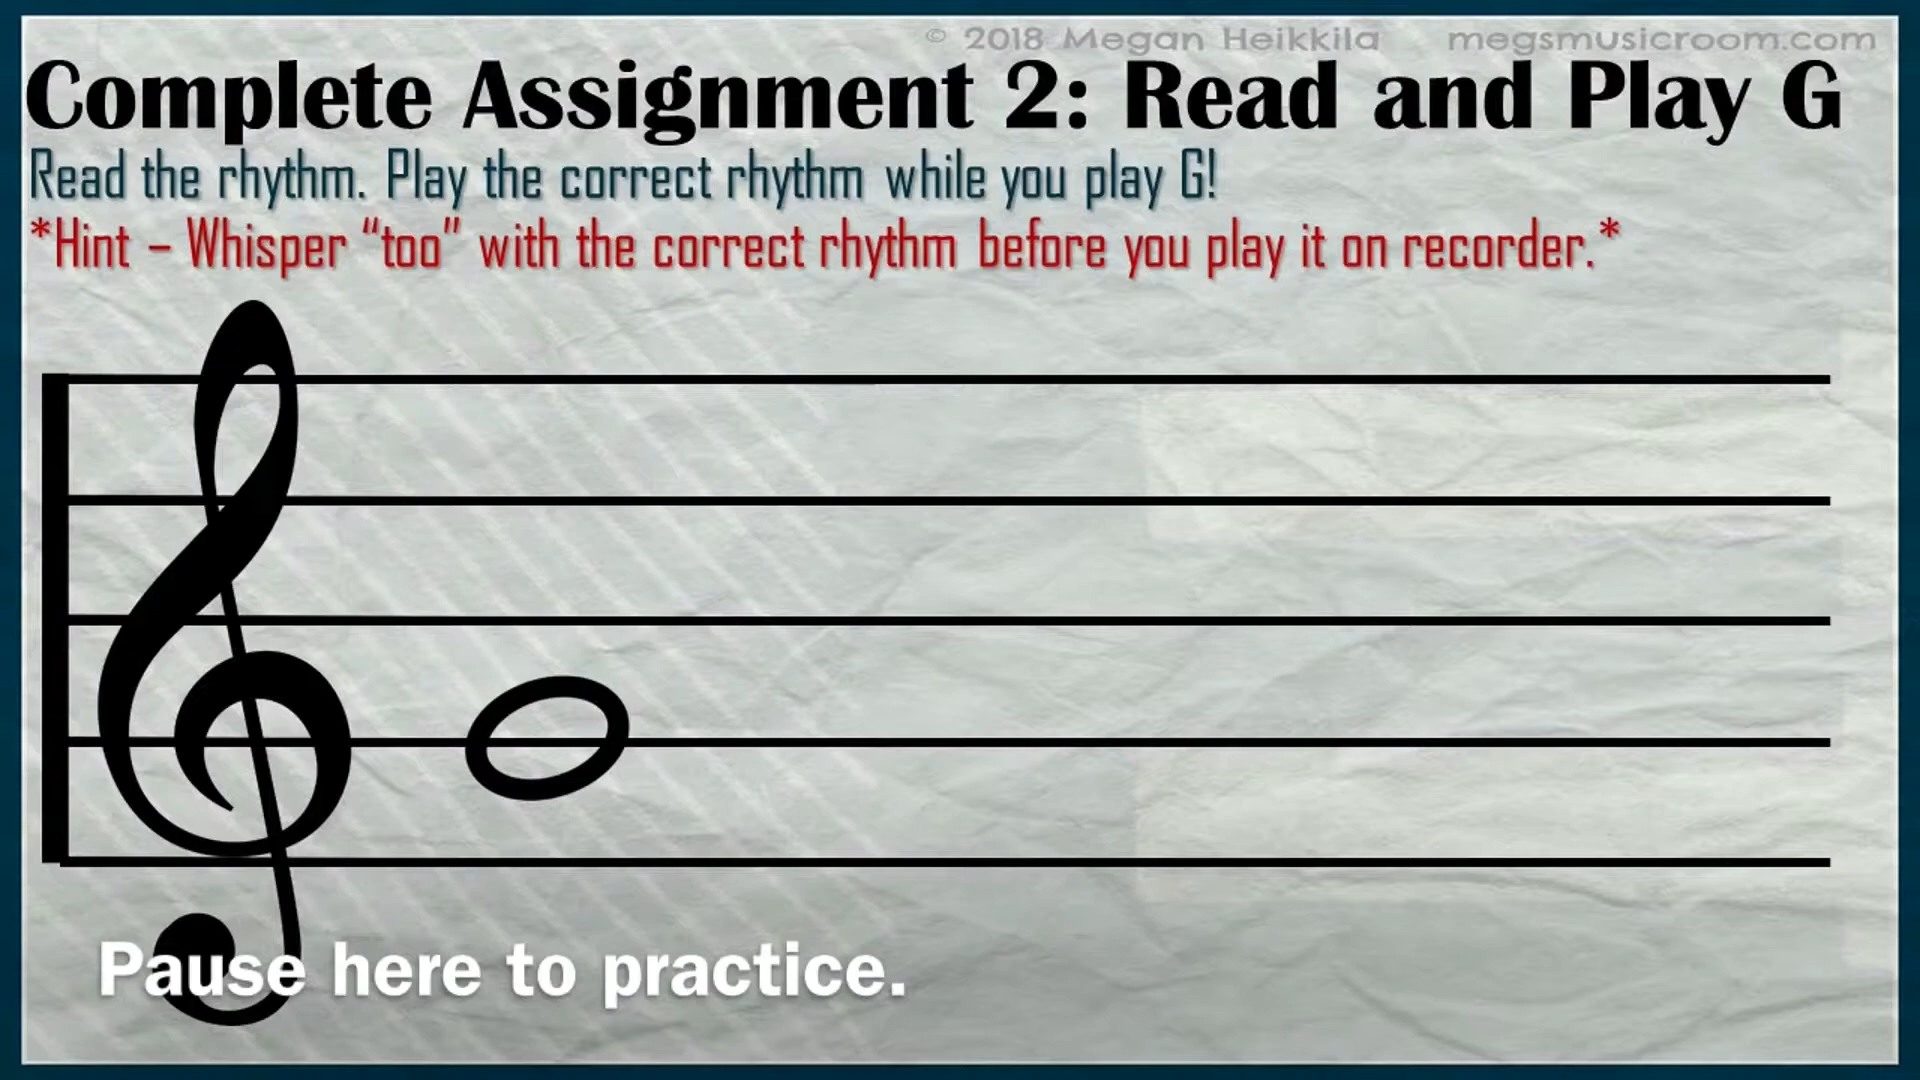 © 2018 Megan Heikkila megsmusicroom.com
Complete Assignment 2: Read and Play G
Read the rhythm. Play the correct rhythm while you play G!
*Hint – Whisper “too” with the correct rhythm before you play it on recorder.*
Pause here to practice.